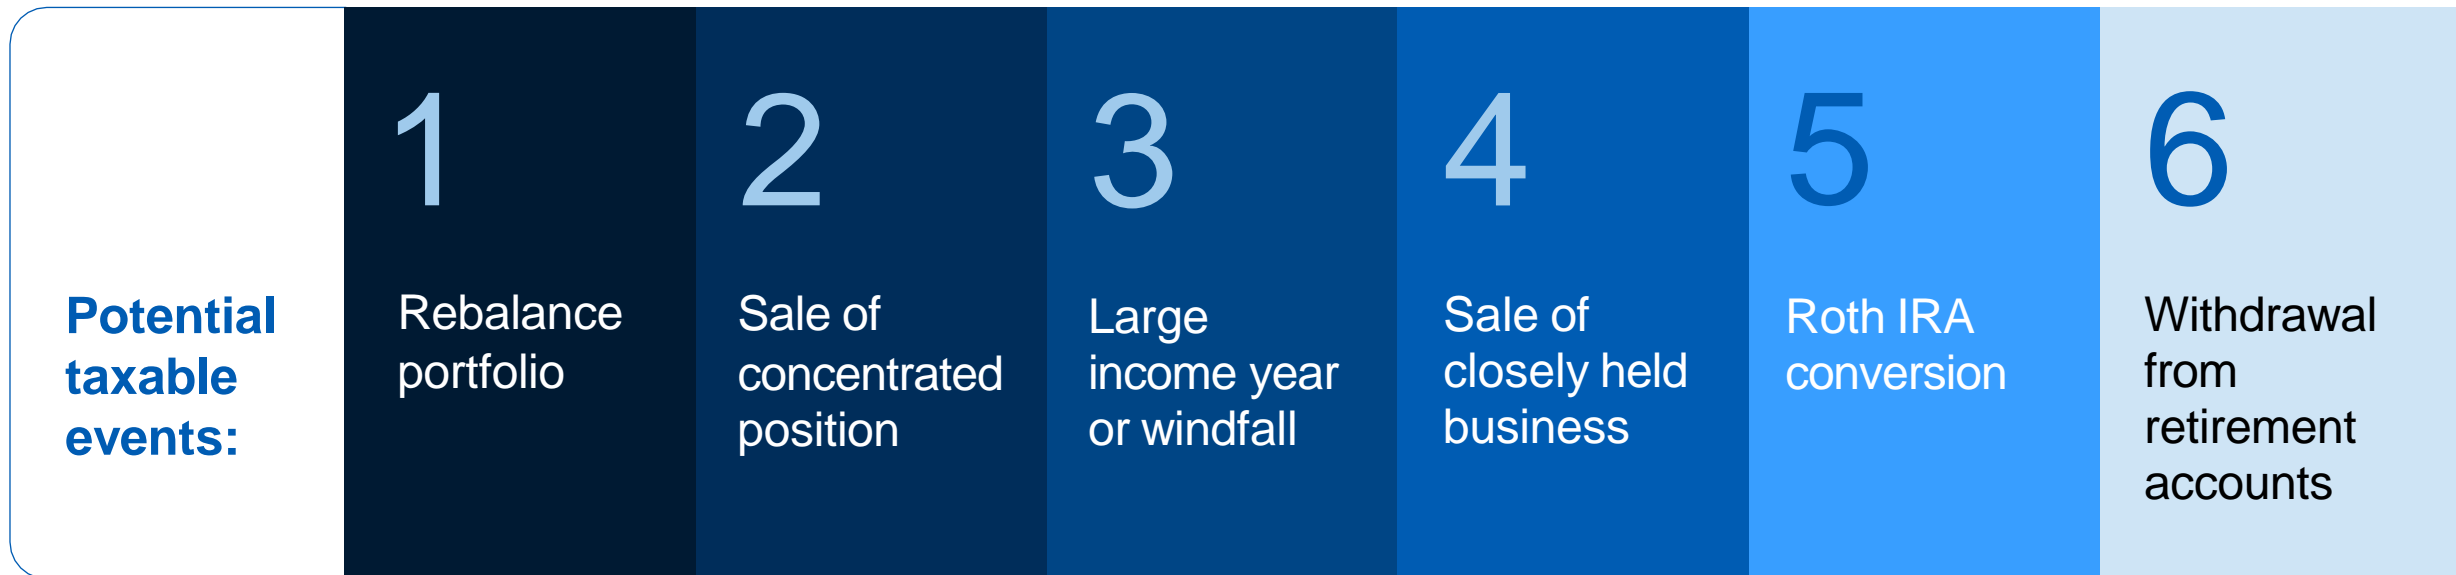 Potential
taxable
events:
1
Rebalance
portfolio
2
Sale of
concentrated
position
3
Large
income year
or windfall
4
Sale of
closely held
business
5
Roth IRA
conversion
6
Withdrawal
from
retirement
accounts